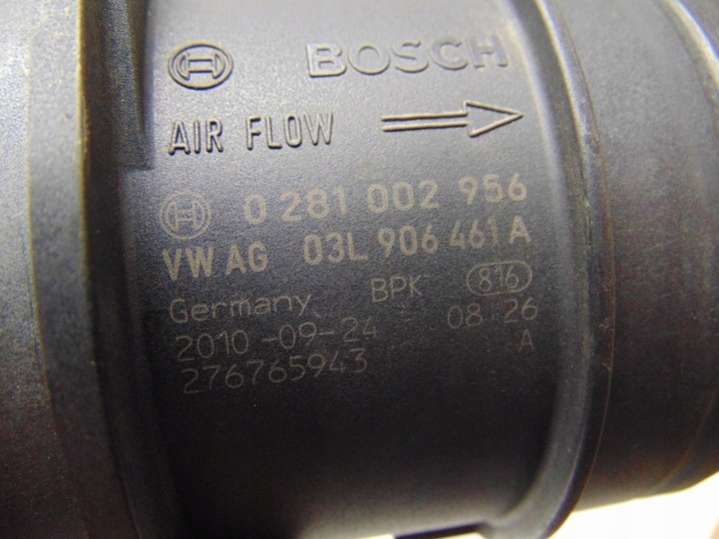 BOSCH
AIR FLOW
0 281 002 956
VW AG 03L 906 461 A
Germany BPK 816
2010-09-24 08 26
276765943 A